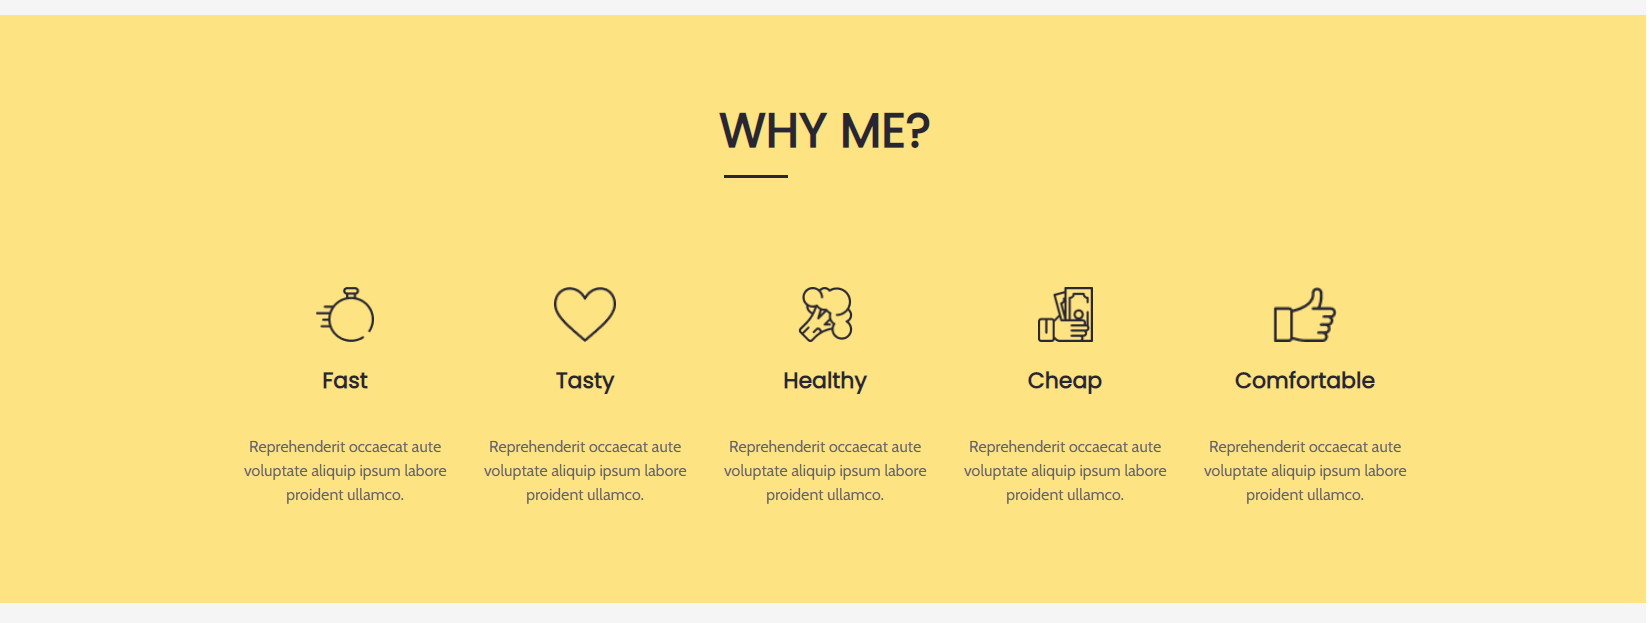 WHY ME?
Fast
Reprehenderit occaecat aute
voluptate aliquip ipsum labore
proident ullamco.
Tasty
Reprehenderit occaecat aute
voluptate aliquip ipsum labore
proident ullamco.
Healthy
Reprehenderit occaecat aute
voluptate aliquip ipsum labore
proident ullamco.
Cheap
Reprehenderit occaecat aute
voluptate aliquip ipsum labore
proident ullamco.
Comfortable
Reprehenderit occaecat aute
voluptate aliquip ipsum labore
proident ullamco.